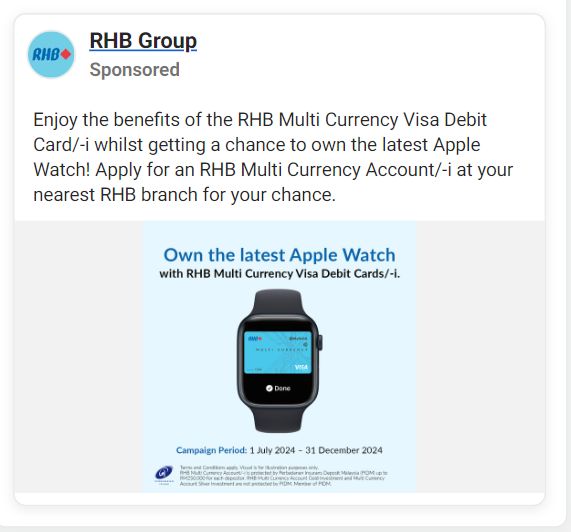 RHB
RHB Group
Sponsored
Enjoy the benefits of the RHB Multi Currency Visa Debit
Card/-i whilst getting a chance to own the latest Apple
Watch! Apply for an RHB Multi Currency Account/-i at your
nearest RHB branch for your chance.
Own the latest Apple Watch
with RHB Multi Currency Visa Debit Cards/-i.
RHB
MULTI CURRENCY
VISA
Done
Campaign Period: 1 July 2024 – 31 December 2024
Terms and Conditions apply. Visual is for illustration purposes only.
RHB Multi Currency Account/-i is protected by Perbadanan Insurans Deposit Malaysia (PIDM) up to
RM250,000 for each depositor. RHB Multi Currency Account Gold Investment and Multi Currency
Account Silver Investment are not protected by PIDM. Member of PIDM.